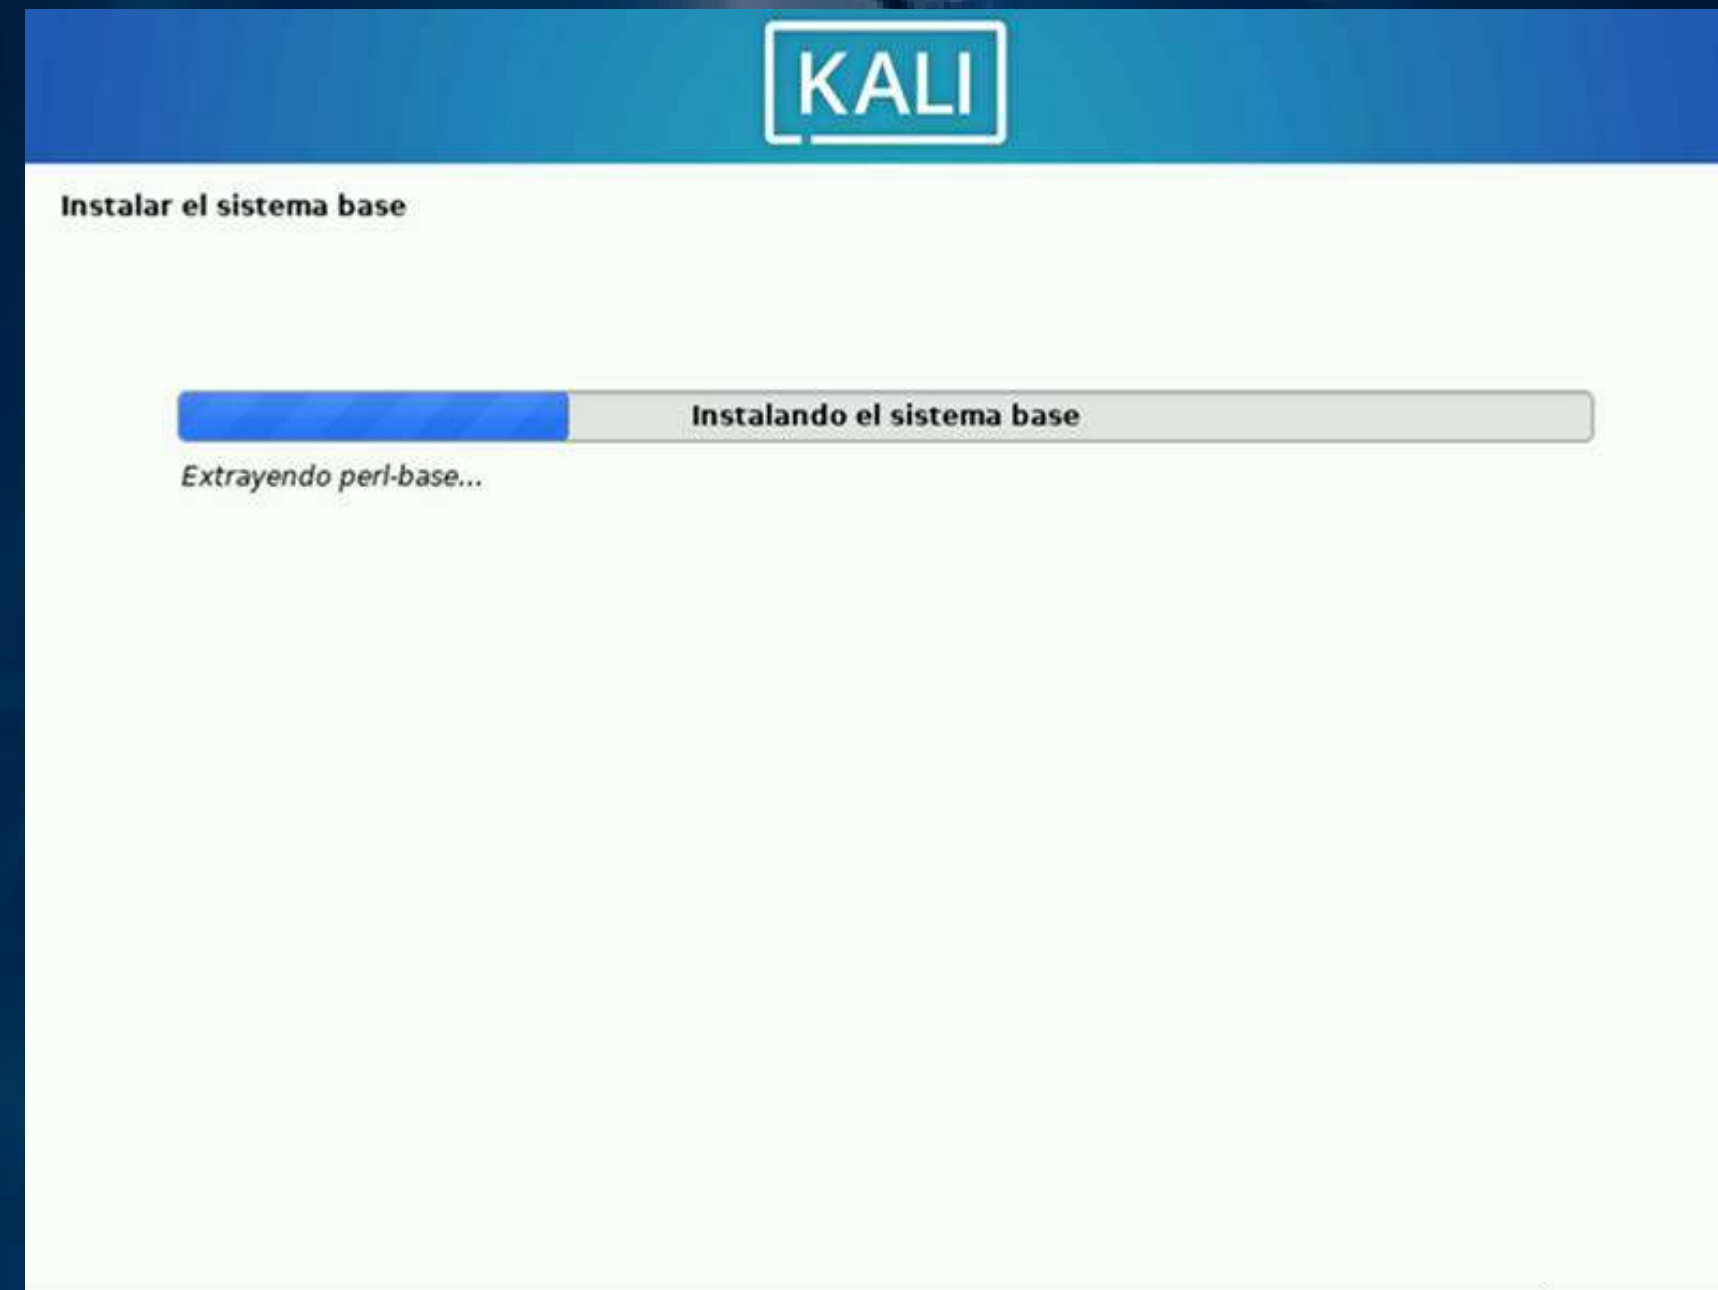 KALI
Instalar el sistema base
Instalando el sistema base
Extrayendo perl-base...